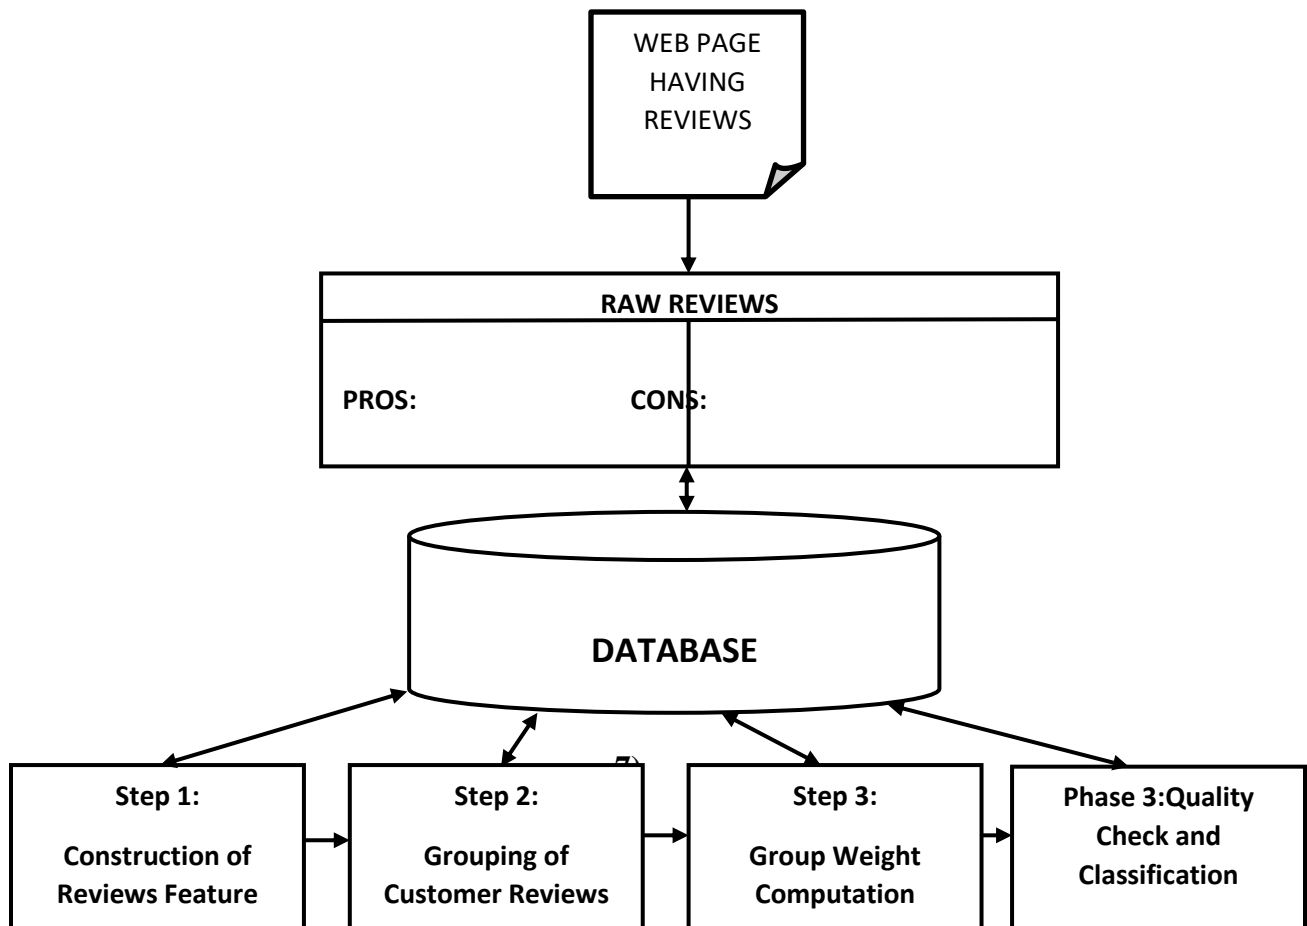 WEB PAGE
HAVING
REVIEWS
RAW REVIEWS
PROS: CONS:
DATABASE
Step 1:
Construction of
Reviews Feature
Step 2:
Grouping of
Customer Reviews
Step 3:
Group Weight
Computation
Phase 3:Quality
Check and
Classification